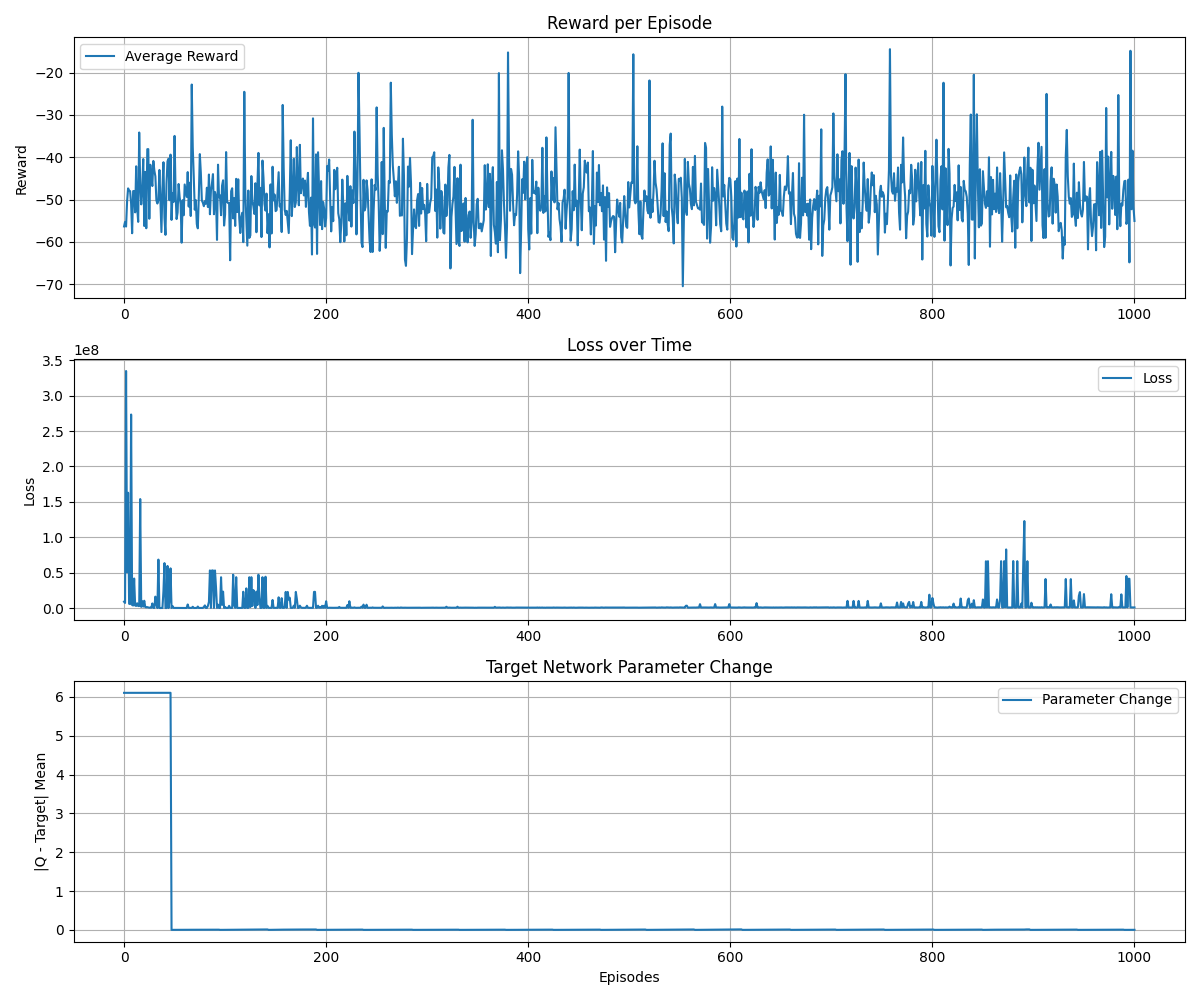 Reward per Episode
Average Reward
Reward
−20
−30
−40
−50
−60
−70
0 200 400 600 800 1000
Loss over Time
1e8
Loss
Loss
3.5
3.0
2.5
2.0
1.5
1.0
0.5
0.0
0 200 400 600 800 1000
Target Network Parameter Change
Parameter Change
|Q - Target| Mean
6
5
4
3
2
1
0
0 200 400 600 800 1000
Episodes